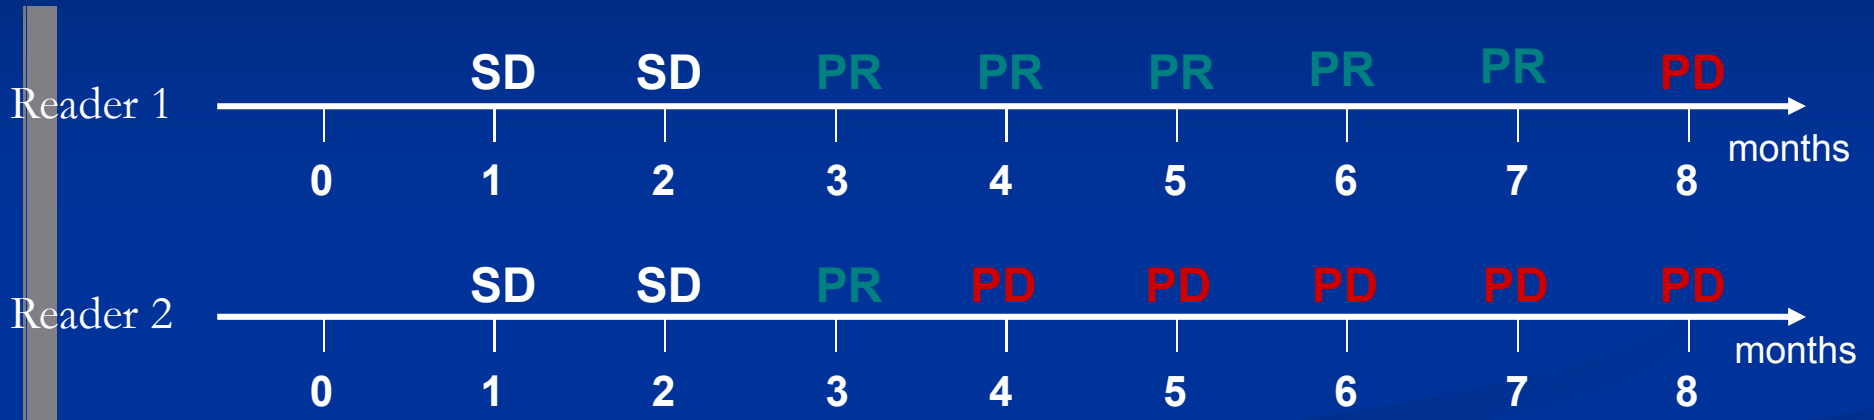 SD SD PR PR PR PR PR PD
Reader 1
months
0 1 2 3 4 5 6 7 8
SD SD PR PD PD PD PD PD
Reader 2
months
0 1 2 3 4 5 6 7 8